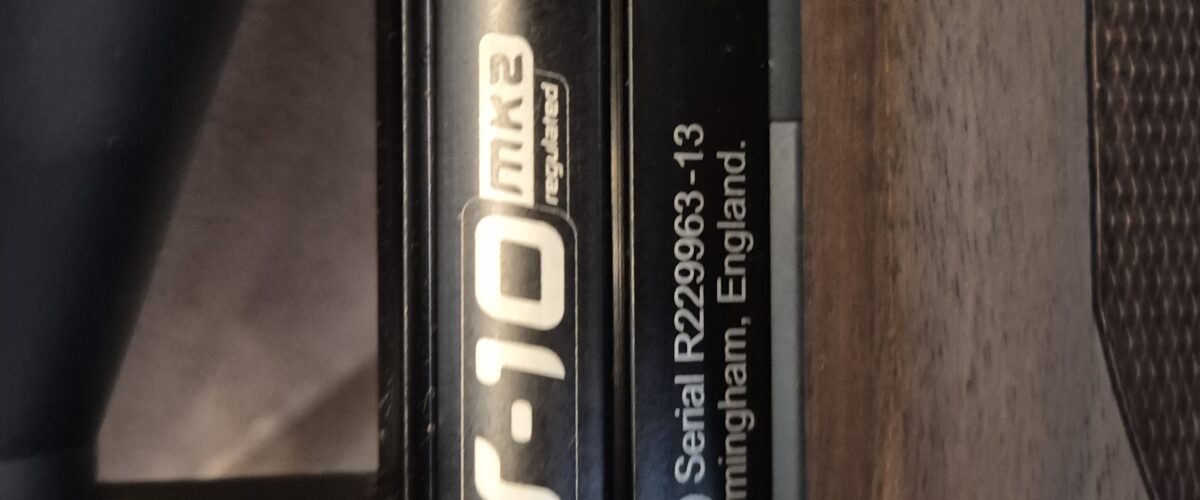 -10 MK2
regulated
Serial R229963-13
mingham, England.